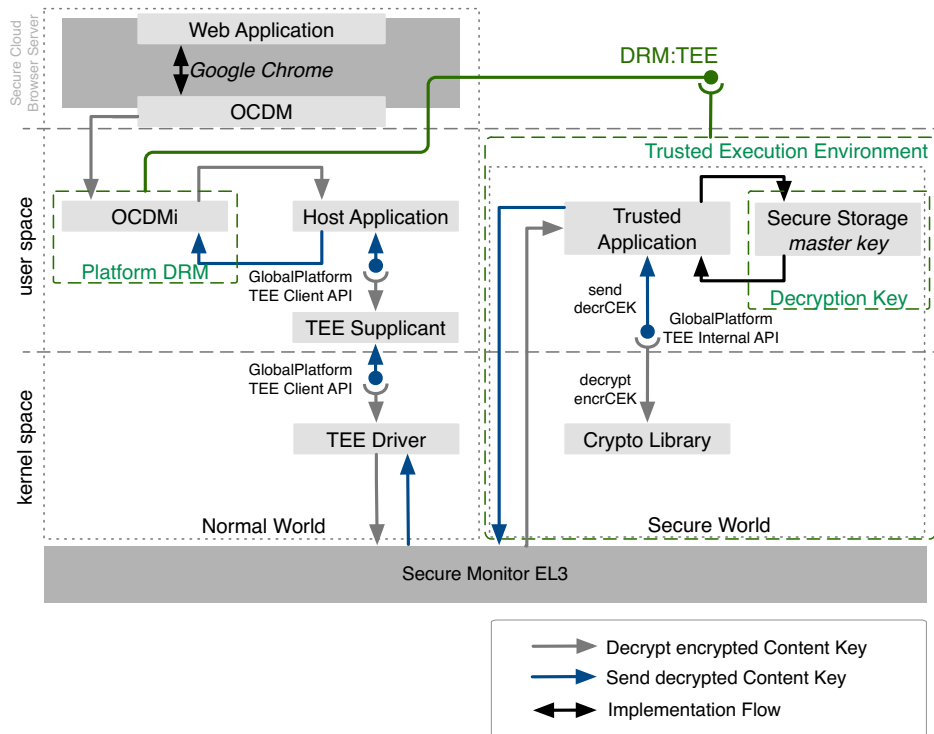 Secure Cloud
Browser Server
Web Application
Google Chrome
OCDM
DRM:TEE
Trusted Execution Environment
user space
OCDMi
Platform DRM
Host Application
GlobalPlatform
TEE Client API
TEE Supplicant
Trusted
Application
Secure Storage
master key
Decryption Key
send
decrCEK
GlobalPlatform
TEE Internal API
kernel space
GlobalPlatform
TEE Client API
TEE Driver
decrypt
encrCEK
Crypto Library
Normal World
Secure World
Secure Monitor EL3
Decrypt encrypted Content Key
Send decrypted Content Key
Implementation Flow